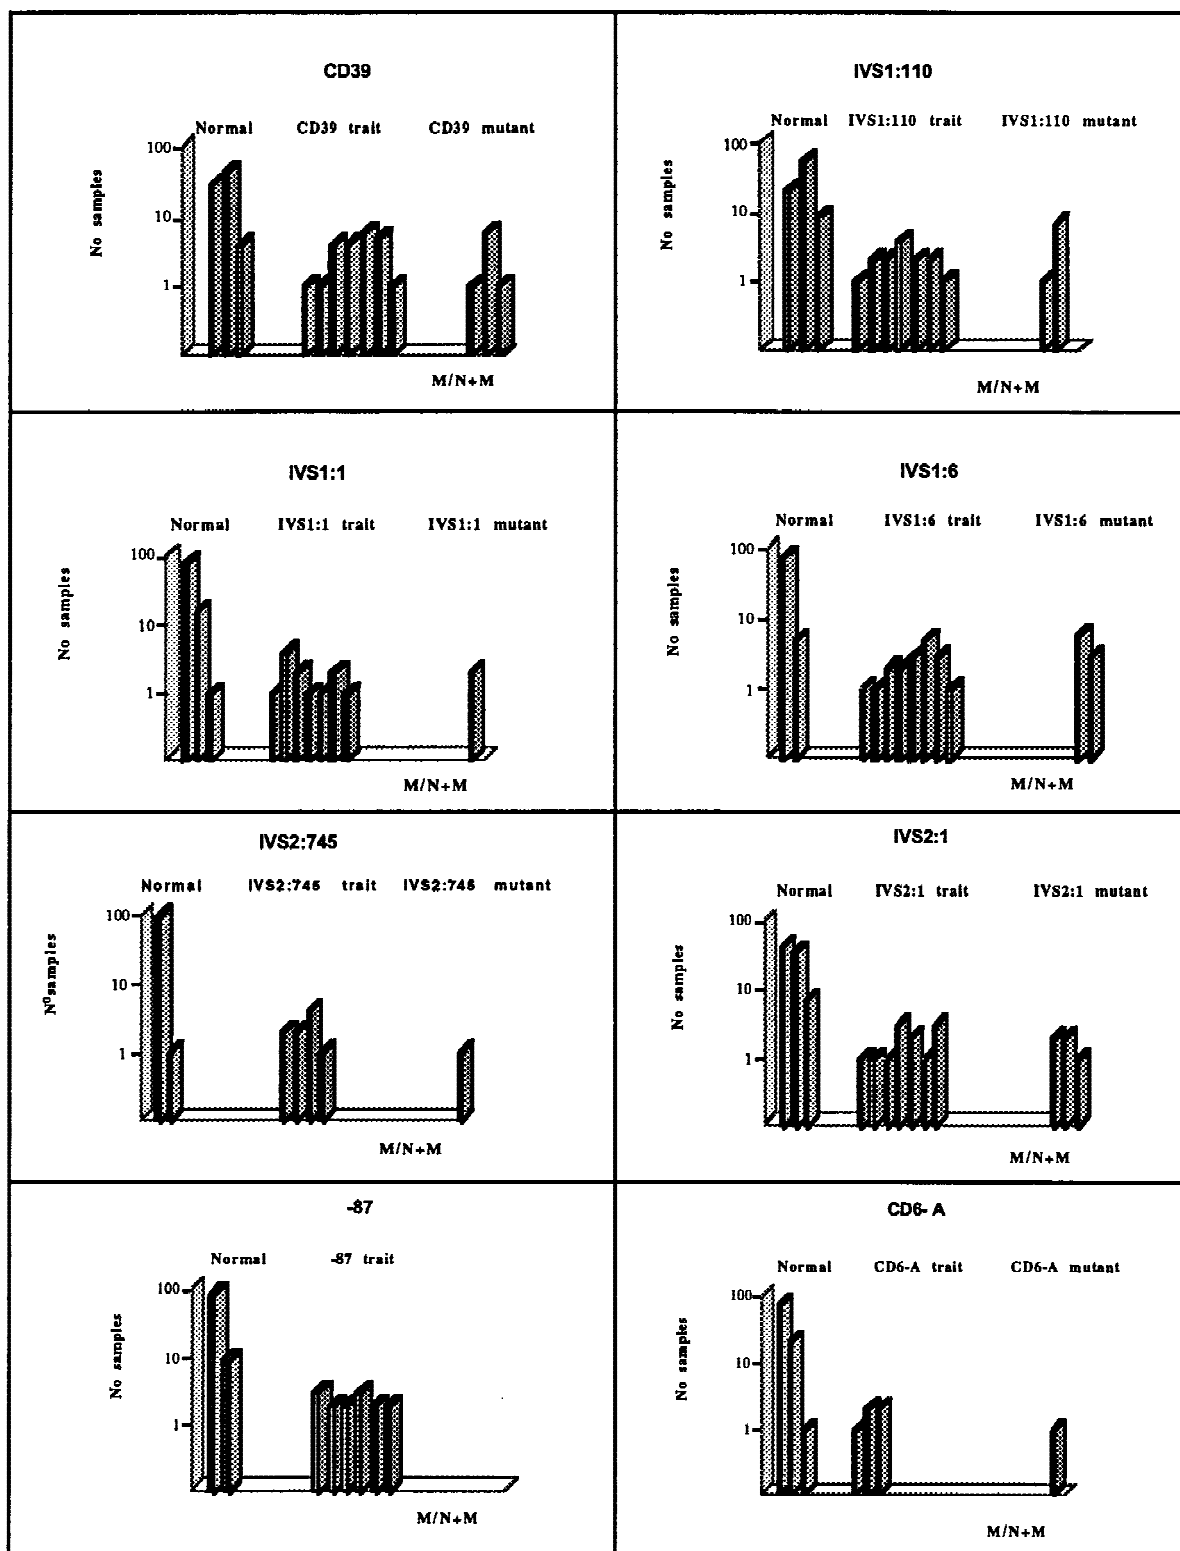 CD39
Normal CD39 trait CD39 mutant
No samples
100
10
1
M/N+M
IVS1:110
Normal IVS1:110 trait IVS1:110 mutant
No samples
100
10
1
M/N+M
IVS1:1
Normal IVS1:1 trait IVS1:1 mutant
No samples
100
10
1
M/N+M
IVS1:6
Normal IVS1:6 trait IVS1:6 mutant
No samples
100
10
1
M/N+M
IVS2:745
Normal IVS2:745 trait IVS2:745 mutant
Nºsamples
100
10
1
M/N+M
IVS2:1
Normal IVS2:1 trait IVS2:1 mutant
No samples
100
10
1
M/N+M
-87
Normal -87 trait
No samples
100
10
1
M/N+M
CD6- A
Normal CD6-A trait CD6-A mutant
No samples
100
10
1
M/N+M